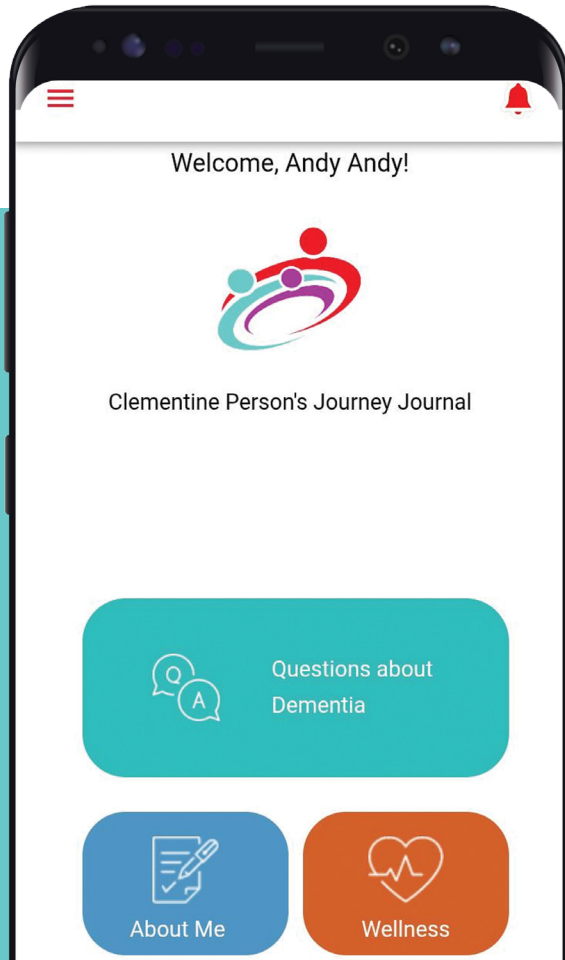 Welcome, Andy Andy!
Clementine Person's Journey Journal
Q
A
Questions about
Dementia
About Me
Wellness